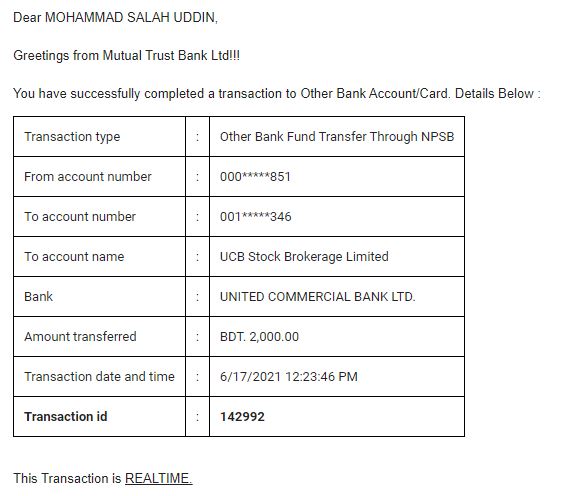 Dear MOHAMMAD SALAH UDDIN,
Greetings from Mutual Trust Bank Ltd!!!
You have successfully completed a transaction to Other Bank Account/Card. Details Below :
Transaction type : Other Bank Fund Transfer Through NPSB
From account number : 000*****851
To account number : 001*****346
To account name : UCB Stock Brokerage Limited
Bank : UNITED COMMERCIAL BANK LTD.
Amount transferred : BDT. 2,000.00
Transaction date and time : 6/17/2021 12:23:46 PM
Transaction id : 142992
This Transaction is REALTIME.